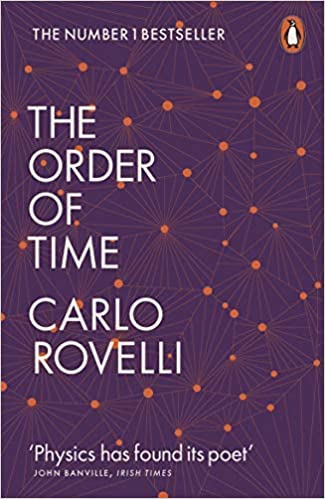 THE NUMBER 1 BESTSELLER
THE
ORDER
OF
TIME
CARLO
ROVELLI
‘Physics has found its poet’
JOHN BANVILLE, IRISH TIMES